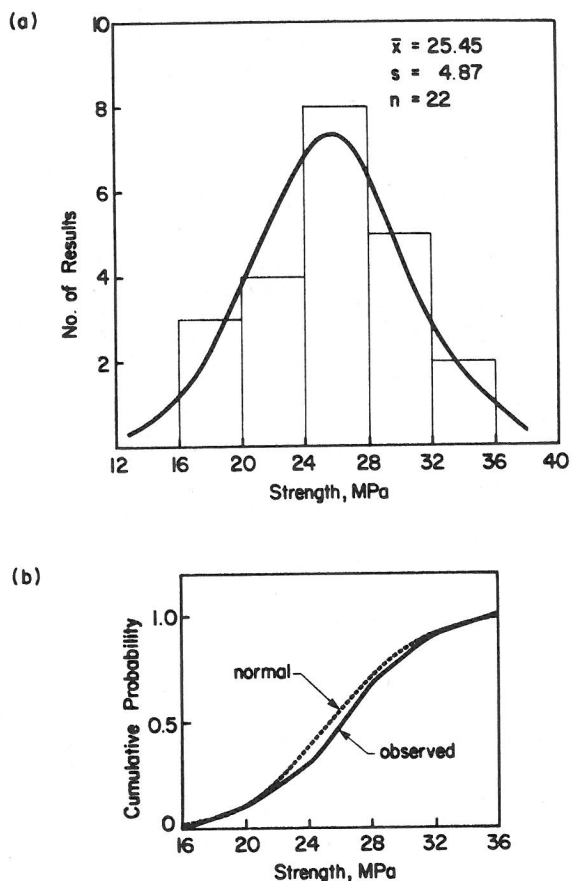 (a)
10
8
6
4
2
No. of Results
x̄ = 25.45
s = 4.87
n = 22
12 16 20 24 28 32 36 40
Strength, MPa
(b)
1.0
0.5
0
Cumulative Probability
normal
observed
16 20 24 28 32 36
Strength, MPa